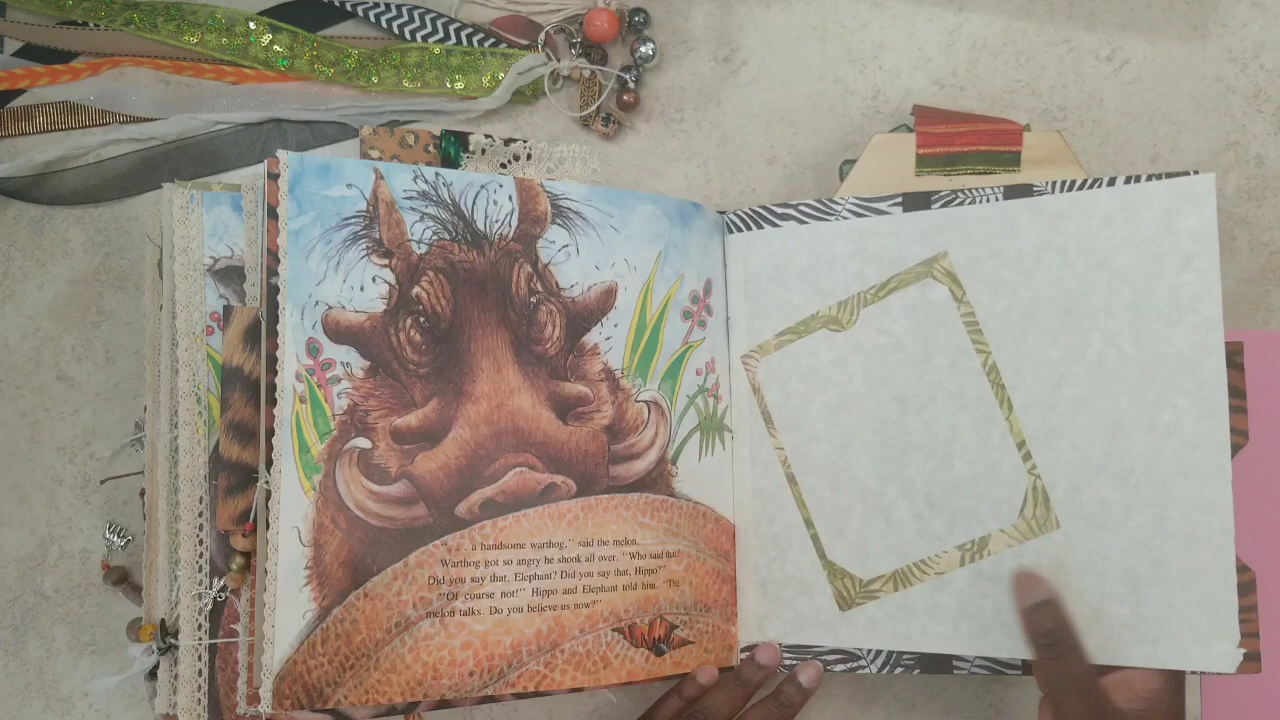 ". . . a handsome warthog," said the melon.
Warthog got so angry he shook all over. "Who said that?
Did you say that, Elephant? Did you say that, Hippo?"
"Of course not!" Hippo and Elephant told him. "The
melon talks. Do you believe us now?"